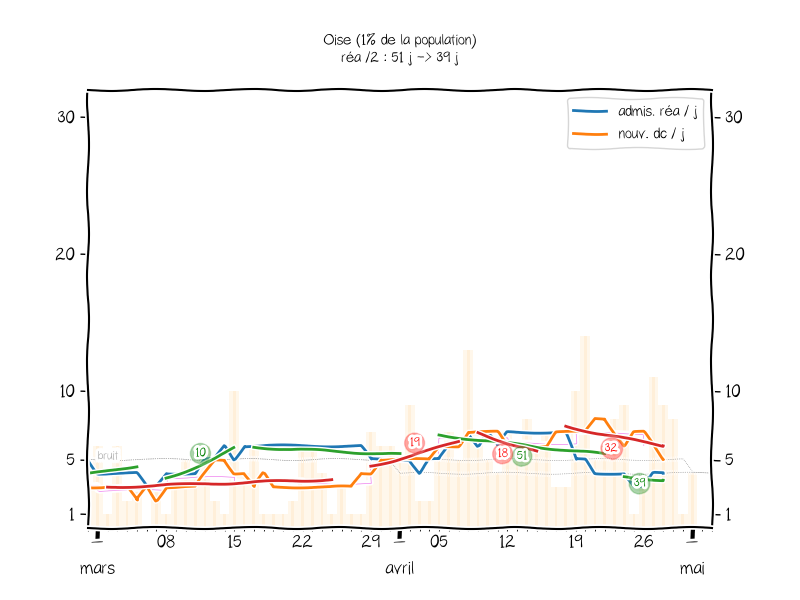 Oise (1% de la population)
réa /2 : 51 j -> 39 j
admis. réa / j
nouv. dc / j
30 30
20 20
10 10
5 5
1 1
bruit
10
19
18
51
32
39
08 15 22 29 05 12 19 26
mars avril mai